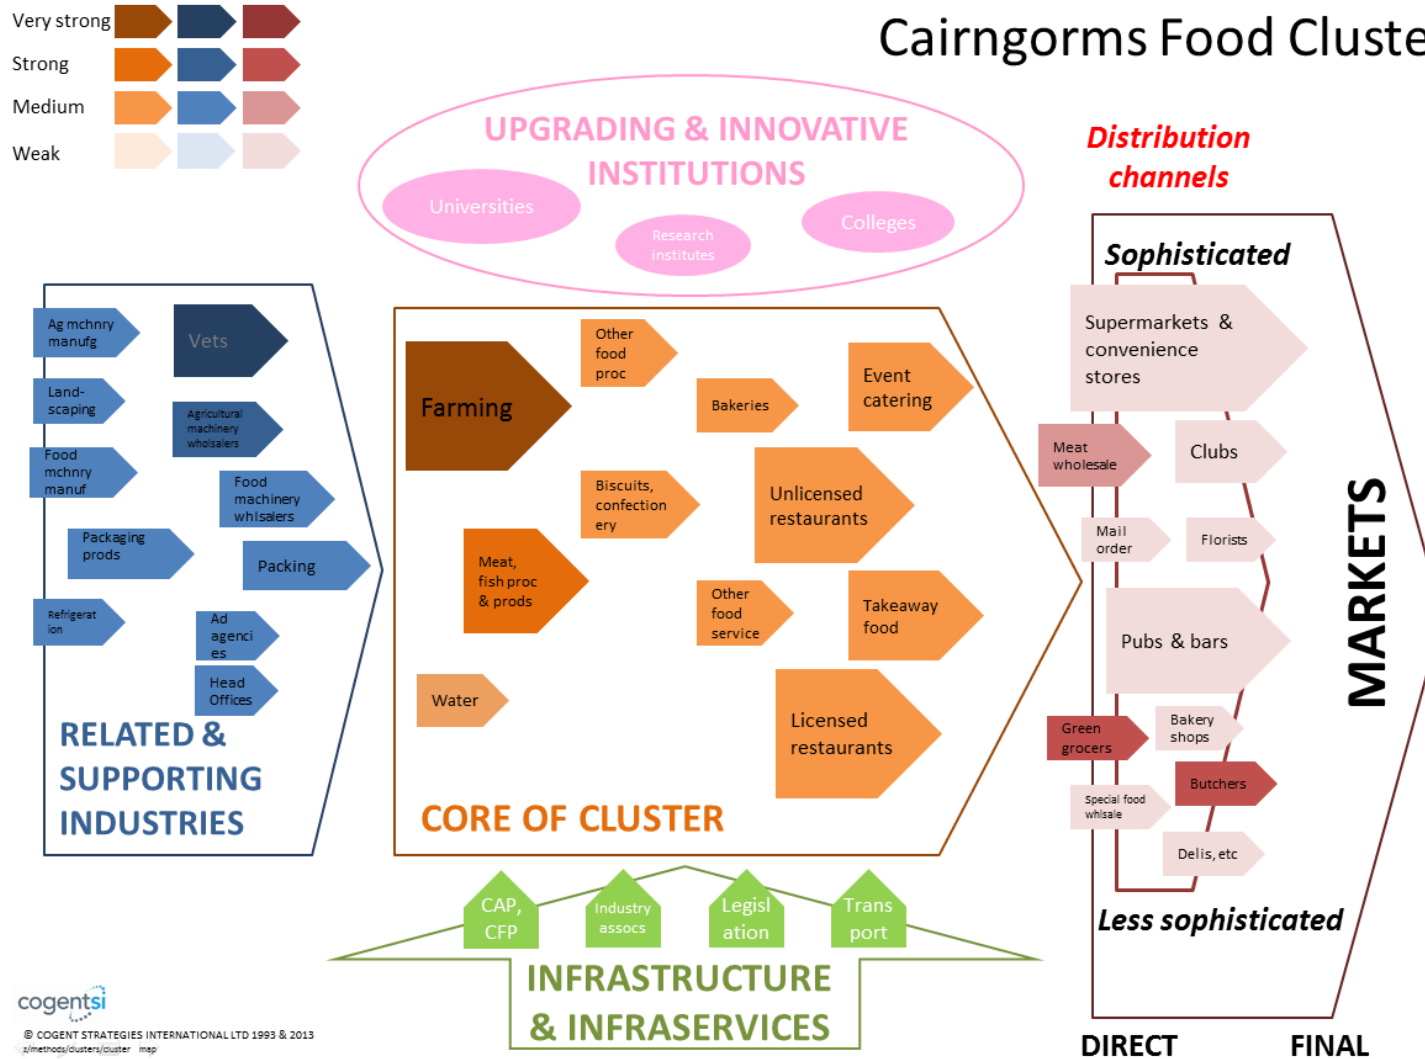 Very strong
Strong
Medium
Weak
Cairngorms Food Cluste
UPGRADING & INNOVATIVE
INSTITUTIONS
Universities
Research
institutes
Colleges
Distribution
channels
Sophisticated
Ag mchnry
manufg
Vets
Land-
scaping
Agricultural
machinery
wholsalers
Food
mchnry
manuf
Food
machinery
whlsalers
Packaging
prods
Packing
Refrigerat
ion
Ad
agenci
es
Head
Offices
RELATED &
SUPPORTING
INDUSTRIES
Farming
Other
food
proc
Bakeries
Event
catering
Biscuits,
confection
ery
Unlicensed
restaurants
Meat,
fish proc
& prods
Other
food
service
Takeaway
food
Water
Licensed
restaurants
CORE OF CLUSTER
Supermarkets &
convenience
stores
Meat
wholesale
Clubs
Mail
order
Florists
Pubs & bars
Green
grocers
Bakery
shops
Butchers
Special food
whlsale
Delis, etc
Less sophisticated
MARKETS
CAP,
CFP
Industry
assocs
Legisl
ation
Trans
port
INFRASTRUCTURE
& INFRASERVICES
DIRECT
FINAL
cogentsi
© COGENT STRATEGIES INTERNATIONAL LTD 1993 & 2013
z/methods/clusters/cluster map